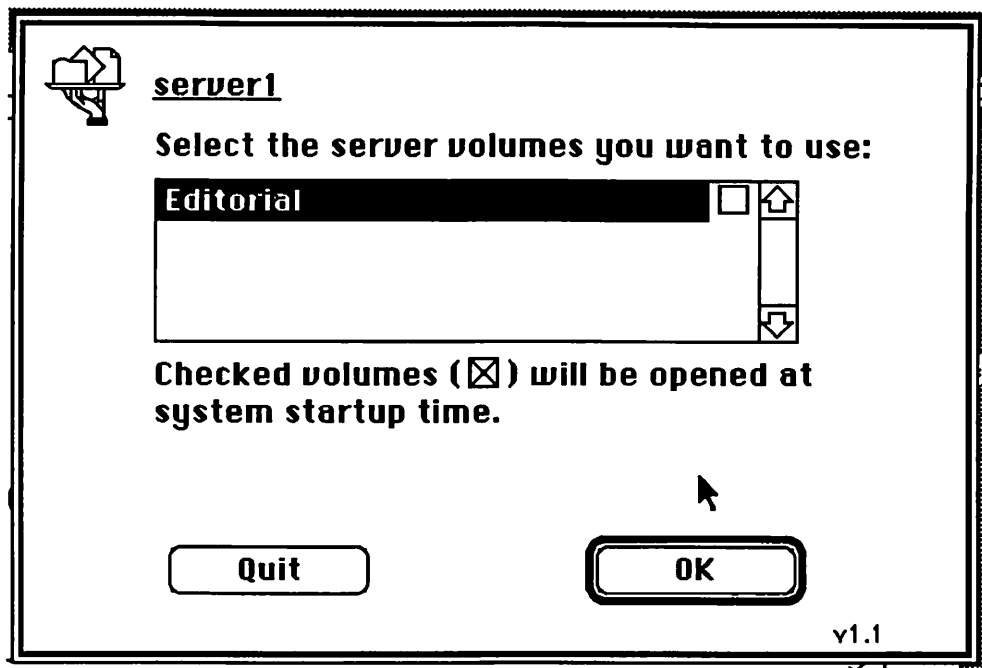 server1
Select the server volumes you want to use:
Editorial
Checked volumes (☒) will be opened at
system startup time.
Quit
OK
v1.1